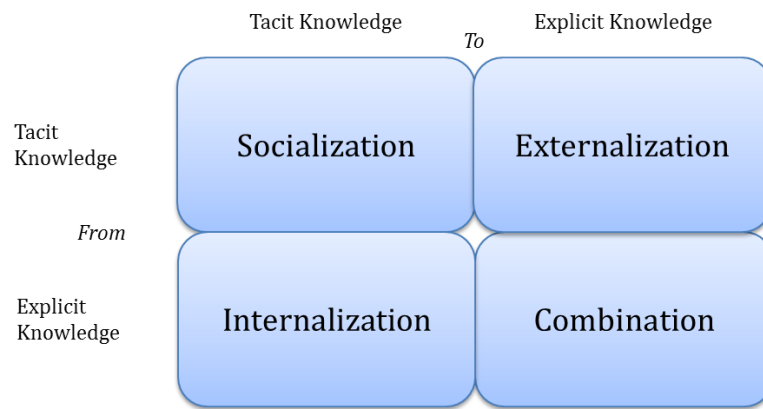 Tacit Knowledge
To
Explicit Knowledge
Tacit
Knowledge
Socialization
Externalization
From
Explicit
Knowledge
Internalization
Combination